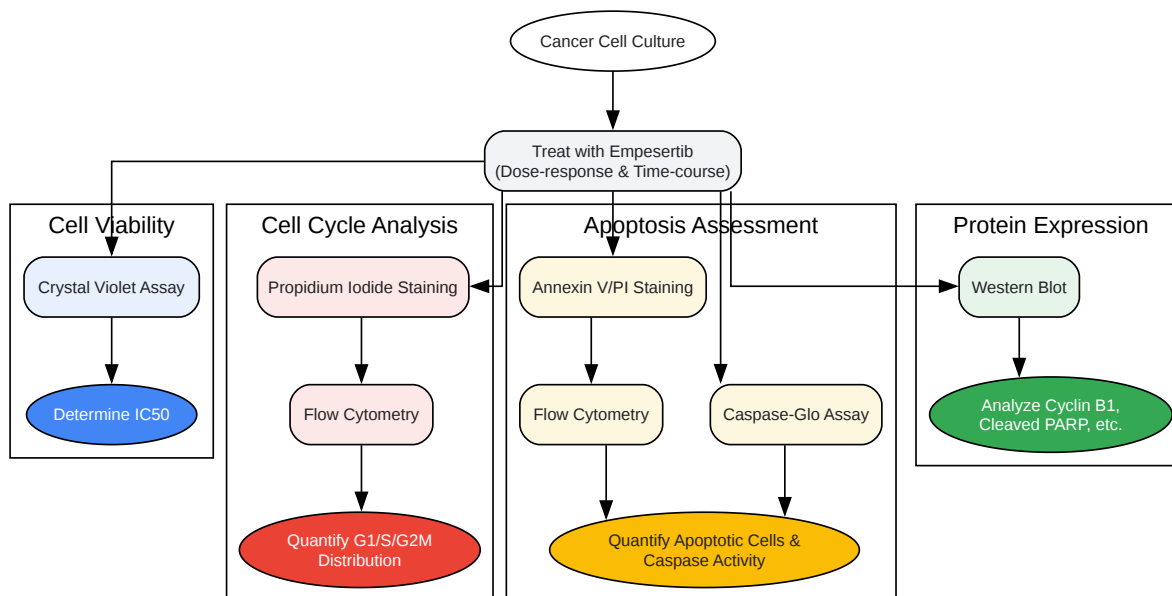 Cancer Cell Culture
Treat with Empesertib
(Dose-response & Time-course)
Cell Viability
Crystal Violet Assay
Determine IC50
Cell Cycle Analysis
Propidium Iodide Staining
Flow Cytometry
Quantify G1/S/G2M
Distribution
Apoptosis Assessment
Annexin V/PI Staining
Flow Cytometry
Caspase-Glo Assay
Quantify Apoptotic Cells &
Caspase Activity
Protein Expression
Western Blot
Analyze Cyclin B1,
Cleaved PARP, etc.